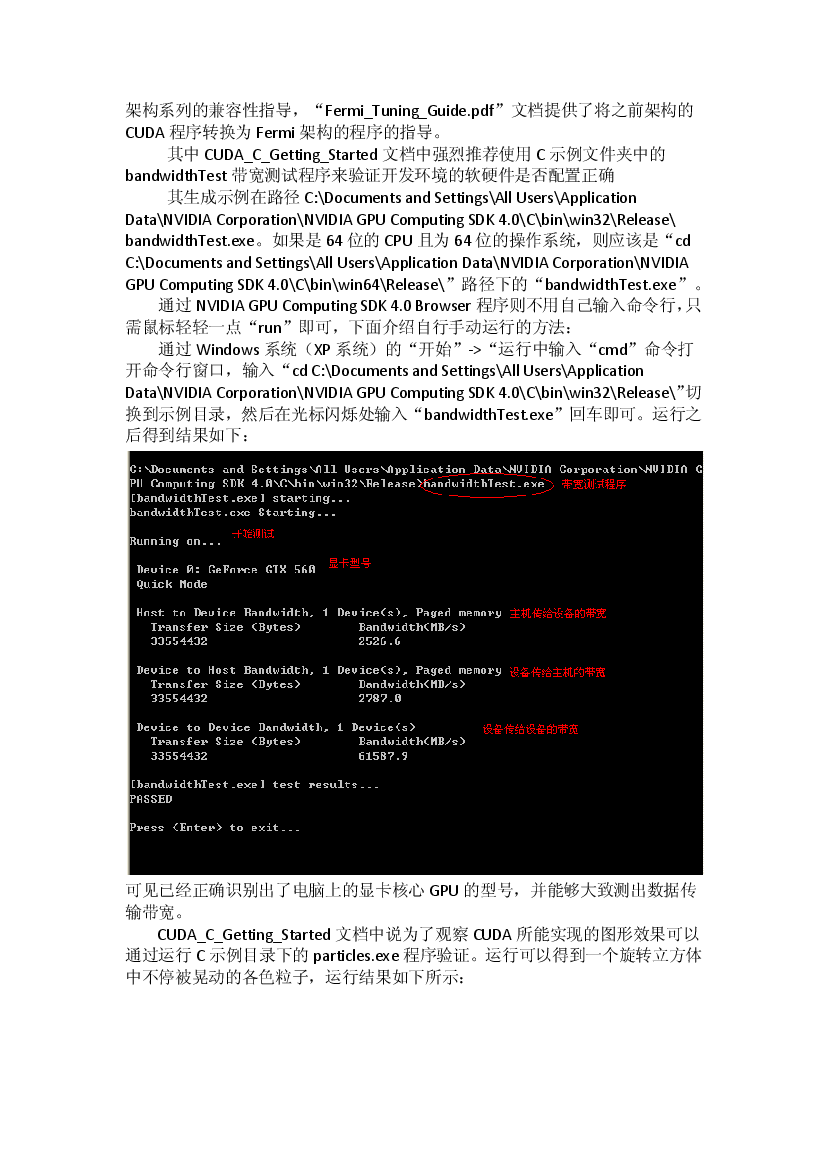 架构系列的兼容性指导，“Fermi_Tuning_Guide.pdf”文档提供了将之前架构的
CUDA 程序转换为 Fermi 架构的程序的指导。
其中 CUDA_C_Getting_Started 文档中强烈推荐使用 C 示例文件夹中的
bandwidthTest 带宽测试程序来验证开发环境的软硬件是否配置正确
其生成示例在路径 C:\Documents and Settings\All Users\Application
Data\NVIDIA Corporation\NVIDIA GPU Computing SDK 4.0\C\bin\win32\Release\
bandwidthTest.exe。如果是 64 位的 CPU 且为 64 位的操作系统，则应该是“cd
C:\Documents and Settings\All Users\Application Data\NVIDIA Corporation\NVIDIA
GPU Computing SDK 4.0\C\bin\win64\Release\”路径下的“bandwidthTest.exe”。
通过 NVIDIA GPU Computing SDK 4.0 Browser 程序则不用自己输入命令行，只
需鼠标轻轻一点“run”即可，下面介绍自行手动运行的方法：
通过 Windows 系统（XP 系统）的“开始”->“运行中输入“cmd”命令打
开命令行窗口，输入“cd C:\Documents and Settings\All Users\Application
Data\NVIDIA Corporation\NVIDIA GPU Computing SDK 4.0\C\bin\win32\Release\”切
换到示例目录，然后在光标闪烁处输入“bandwidthTest.exe”回车即可。运行之
后得到结果如下：
C:\Documents and Settings\All Users\Application Data\NVIDIA Corporation\NVIDIA G
PU Computing SDK 4.0\C\bin\win32\Release>bandwidthTest.exe 带宽测试程序
[bandwidthTest.exe] starting...
bandwidthTest.exe Starting...
开始测试
Running on...
Device 0: GeForce GTX 560 显卡型号
Quick Mode
Host to Device Bandwidth, 1 Device(s), Paged memory 主机传给设备的带宽
Transfer Size (Bytes) Bandwidth(MB/s)
33554432 2526.6
Device to Host Bandwidth, 1 Device(s), Paged memory 设备传给主机的带宽
Transfer Size (Bytes) Bandwidth(MB/s)
33554432 2787.0
Device to Device Bandwidth, 1 Device(s) 设备传给设备的带宽
Transfer Size (Bytes) Bandwidth(MB/s)
33554432 61587.9
[bandwidthTest.exe] test results...
PASSED
Press <Enter> to exit...
可见已经正确识别出了电脑上的显卡核心 GPU 的型号，并能够大致测出数据传
输带宽。
CUDA_C_Getting_Started 文档中说为了观察 CUDA 所能实现的图形效果可以
通过运行 C 示例目录下的 particles.exe 程序验证。运行可以得到一个旋转立方体
中不停被晃动的各色粒子，运行结果如下所示：